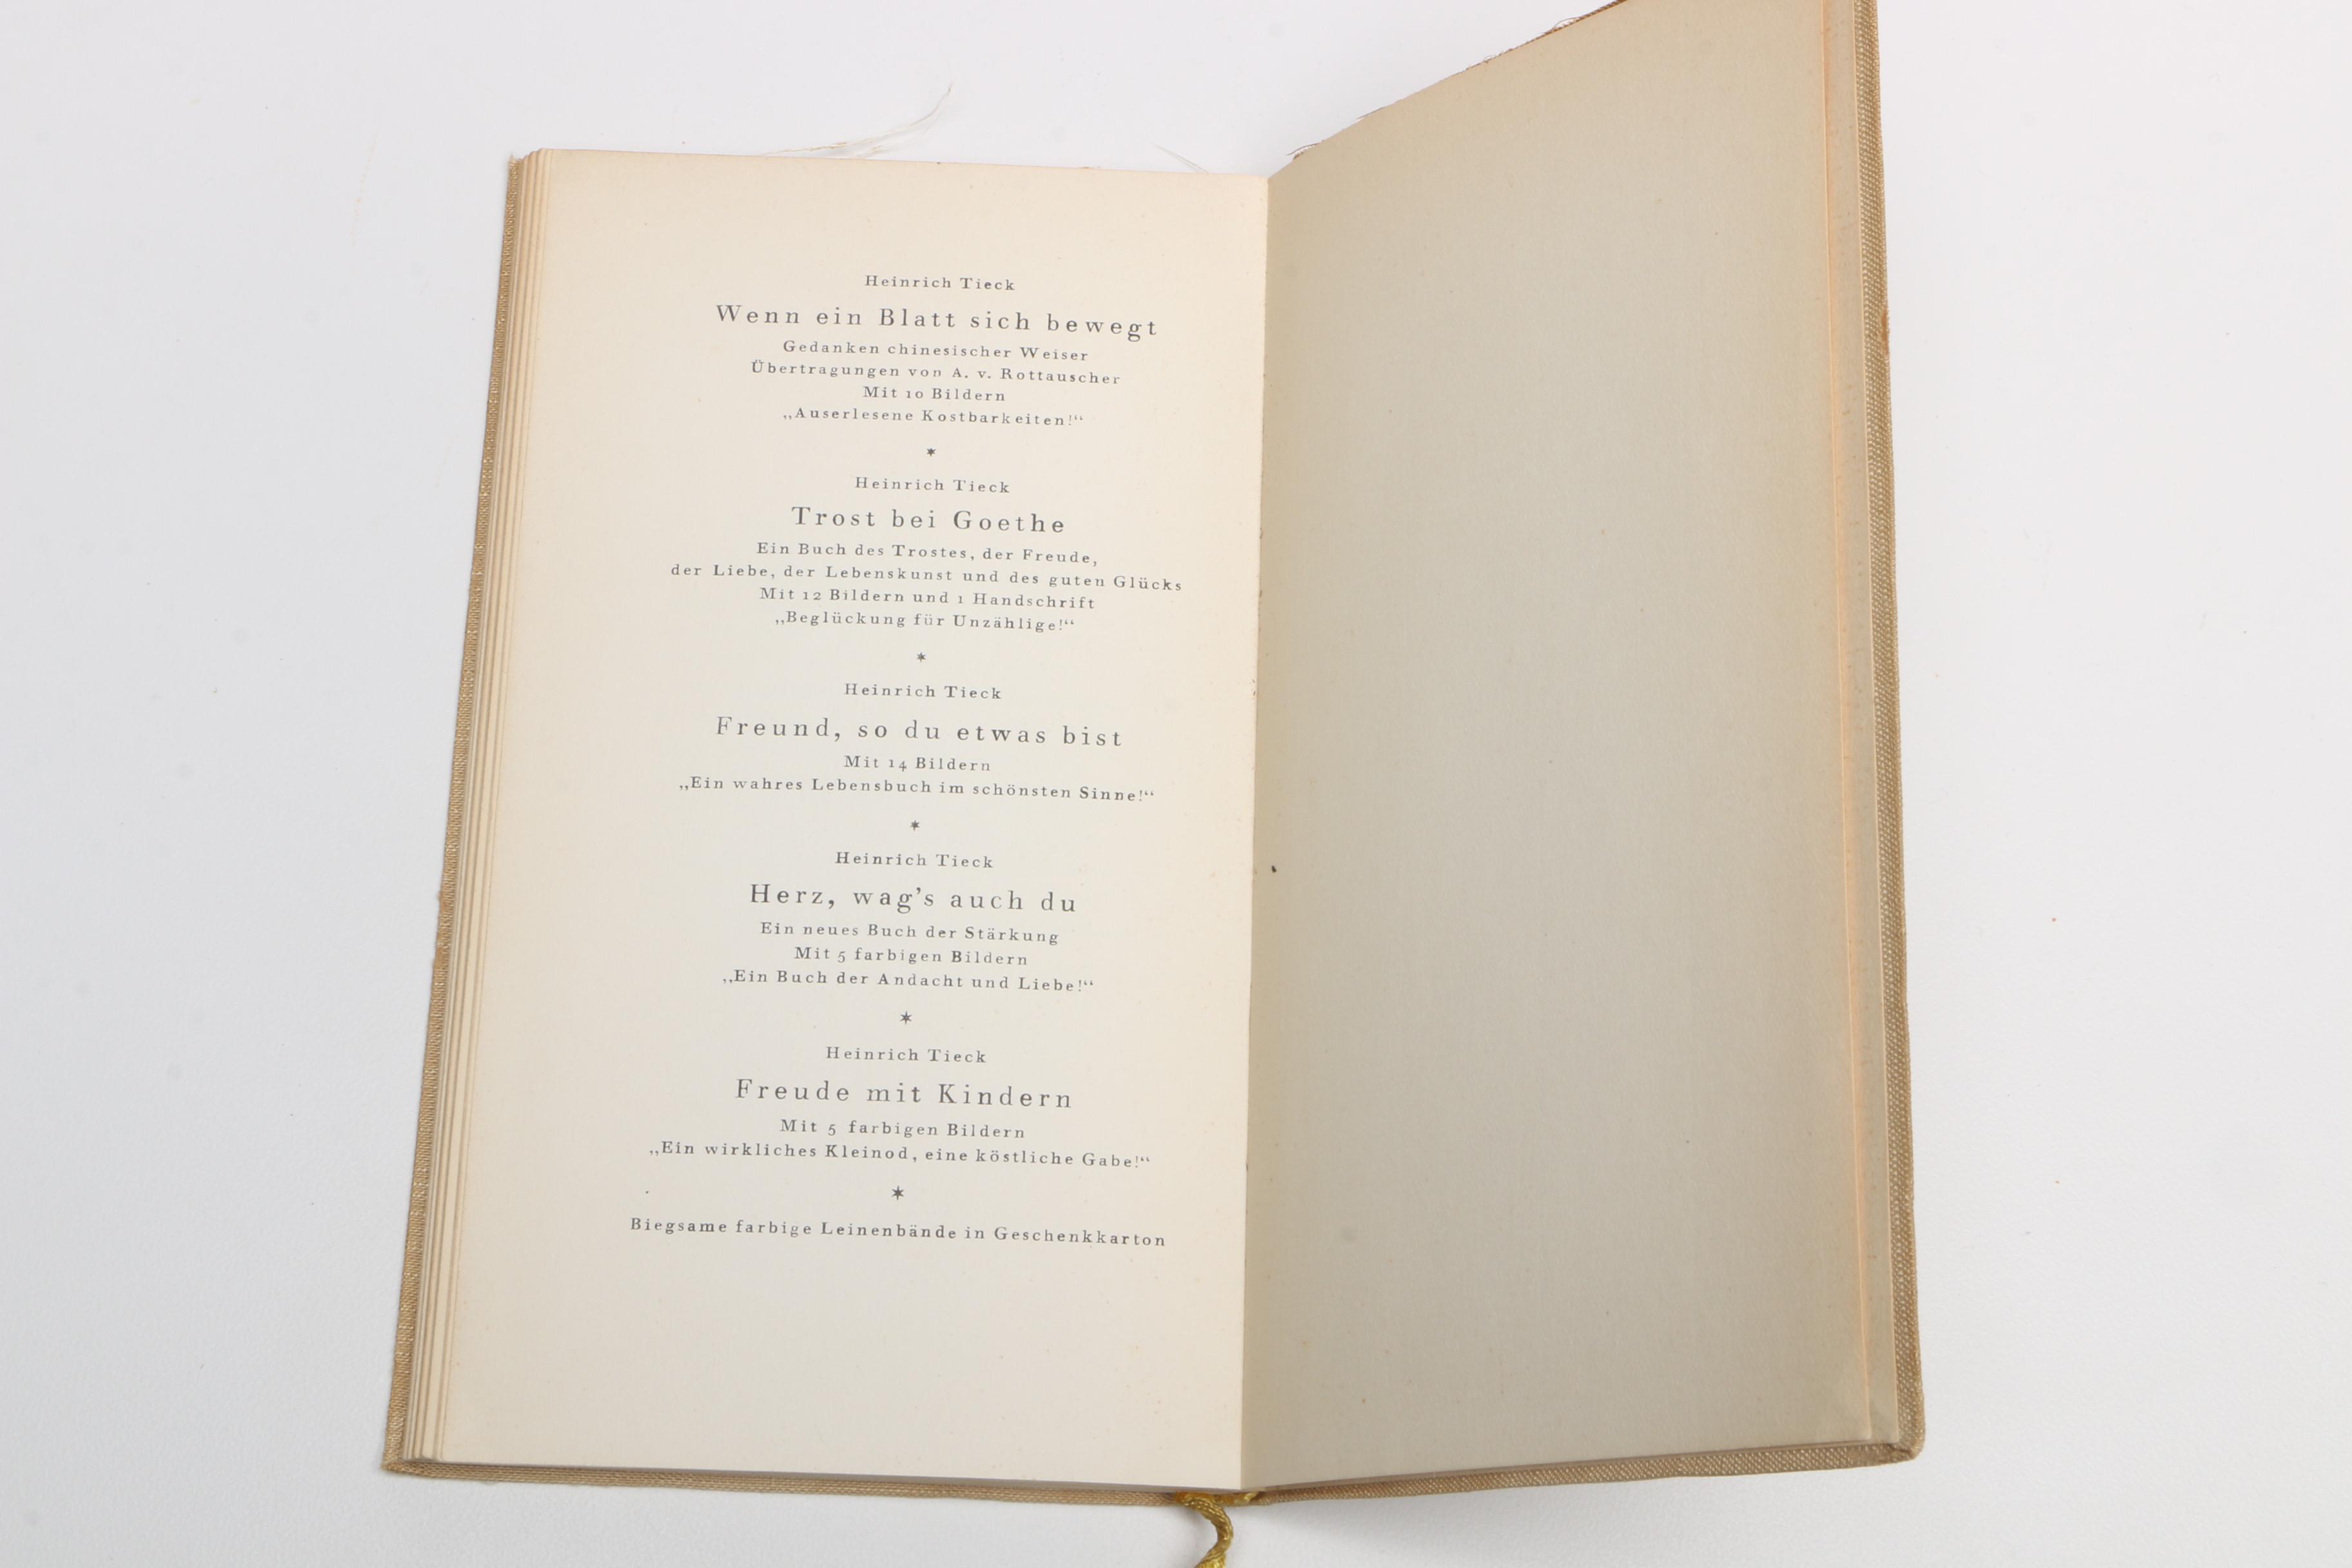 Heinrich Tieck
Wenn ein Blatt sich bewegt
Gedanken chinesischer Weiser
Übertragungen von A. v. Rottauscher
Mit 10 Bildern
„Auserlesene Kostbarkeiten!“
*
Heinrich Tieck
Trost bei Goethe
Ein Buch des Trostes, der Freude,
der Liebe, der Lebenskunst und des guten Glücks
Mit 12 Bildern und 1 Handschrift
„Beglückung für Unzählige!“
*
Heinrich Tieck
Freund, so du etwas bist
Mit 14 Bildern
„Ein wahres Lebensbuch im schönsten Sinne!“
*
Heinrich Tieck
Herz, wag's auch du
Ein neues Buch der Stärkung
Mit 5 farbigen Bildern
„Ein Buch der Andacht und Liebe!“
*
Heinrich Tieck
Freude mit Kindern
Mit 5 farbigen Bildern
„Ein wirkliches Kleinod, eine köstliche Gabe!“
*
Biegsame farbige Leinenbände in Geschenkkarton